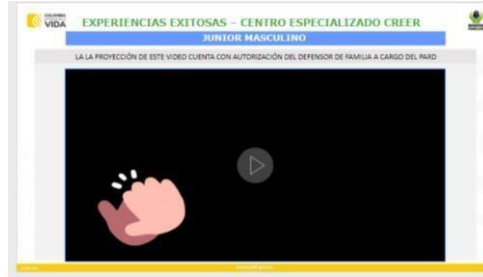 COLOMBIA
VIDA
EXPERIENCIAS EXITOSAS – CENTRO ESPECIALIZADO CREER
JUNIOR MASCULINO
LA LA PROYECCIÓN DE ESTE VIDEO CUENTA CON AUTORIZACIÓN DEL DEFENSOR DE FAMILIA A CARGO DEL PARD